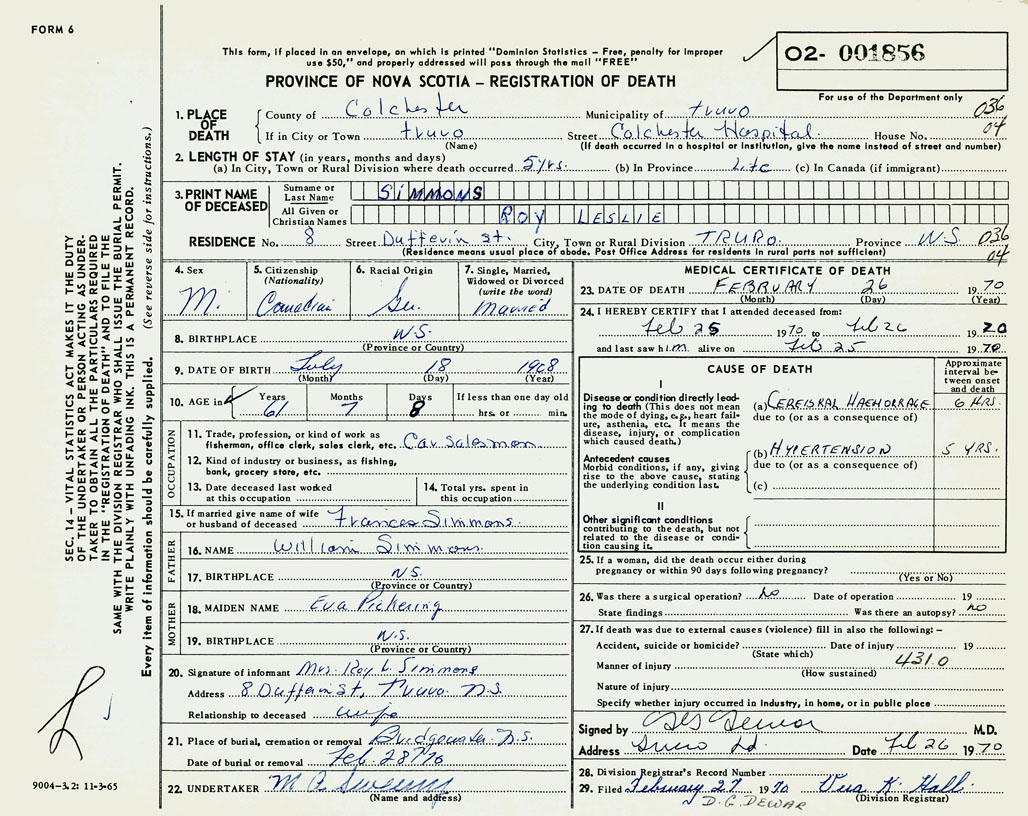 FORM 6
This form, if placed in an envelope, on which is printed "Dominion Statistics – Free, penalty for improper
use $50," and properly addressed will pass through the mail "FREE"
O2- 001856
For use of the Department only
PROVINCE OF NOVA SCOTIA – REGISTRATION OF DEATH
1. PLACE OF DEATH
County of Colchester Municipality of truro 036
If in City or Town truro Street Colchester Hospital. House No. 04
(Name) (If death occurred in a hospital or institution, give the name instead of street and number)
2. LENGTH OF STAY (in years, months and days)
(a) In City, Town or Rural Division where death occurred 5 yrs. (b) In Province Life (c) In Canada (if immigrant)
3. PRINT NAME OF DECEASED
Surname or Last Name SIMMONS
All Given or Christian Names ROY LESLIE
RESIDENCE No. 8 Street Dufferin st. City, Town or Rural Division TRURO. Province N.S. 036
(Residence means usual place of abode. Post Office Address for residents in rural parts not sufficient) 04
4. Sex
M.
5. Citizenship
(Nationality)
Canadian
6. Racial Origin
7. Single, Married,
Widowed or Divorced
(write the word)
Married
8. BIRTHPLACE N.S.
(Province or Country)
9. DATE OF BIRTH July 18 1908
(Month) (Day) (Year)
10. AGE in Years Months Days If less than one day old
61 7 8 hrs. or min.
OCCUPATION
11. Trade, profession, or kind of work as
fisherman, office clerk, sales clerk, etc. Car Salesman
12. Kind of industry or business, as fishing,
bank, grocery store, etc.
13. Date deceased last worked
at this occupation
14. Total yrs. spent in
this occupation
15. If married give name of wife
or husband of deceased Frances Simmons.
FATHER
16. NAME William Simmons.
17. BIRTHPLACE N.S.
(Province or Country)
MOTHER
18. MAIDEN NAME Eva Pickering
19. BIRTHPLACE N.S.
(Province or Country)
20. Signature of informant Mrs. Roy L. Simmons
Address 8 Dufferin St, Truro N.S.
Relationship to deceased wife
21. Place of burial, cremation or removal Bridgewater N.S.
Date of burial or removal Feb. 28/70
22. UNDERTAKER
(Name and address)
MEDICAL CERTIFICATE OF DEATH
23. DATE OF DEATH FEBRUARY 26 1970
(Month) (Day) (Year)
24. I HEREBY CERTIFY that I attended deceased from:
Feb 25 1970 to Feb 26 1970
and last saw him alive on Feb 25 1970
CAUSE OF DEATH
Approximate
interval be-
tween onset
and death
I
Disease or condition directly lead-
ing to death (This does not mean
the mode of dying, e.g., heart fail-
ure, asthenia, etc. It means the
disease, injury, or complication
which caused death.)
(a) CEREBRAL HAEMORRAGE 6 HRS.
due to (or as a consequence of)
Antecedent causes
Morbid conditions, if any, giving
rise to the above cause, stating
the underlying condition last.
(b) HYPERTENSION 5 YRS.
due to (or as a consequence of)
(c)
II
Other significant conditions
contributing to the death, but not
related to the disease or condi-
tion causing it.
25. If a woman, did the death occur either during
pregnancy or within 90 days following pregnancy?
(Yes or No)
26. Was there a surgical operation? No Date of operation 19
State findings Was there an autopsy? No
27. If death was due to external causes (violence) fill in also the following: –
Accident, suicide or homicide? Date of injury 19
(State which)
Manner of injury 431.0
(How sustained)
Nature of injury
Specify whether injury occurred in industry, in home, or in public place
Signed by M.D.
Address Truro Date Feb 26 1970
28. Division Registrar's Record Number
29. Filed February 27 1970 Vera K. Hall.
(Division Registrar)
D. G. DEWAR
SEC. 14 – VITAL STATISTICS ACT MAKES IT THE DUTY
OF THE UNDERTAKER OR PERSON ACTING AS UNDER-
TAKER TO OBTAIN ALL THE PARTICULARS REQUIRED
IN THE "REGISTRATION OF DEATH" AND TO FILE THE
SAME WITH THE DIVISION REGISTRAR WHO SHALL ISSUE THE BURIAL PERMIT.
WRITE PLAINLY WITH UNFADING INK. THIS IS A PERMANENT RECORD.
Every item of information should be carefully supplied. (See reverse side for instructions.)
9004-3.2: 11-3-65